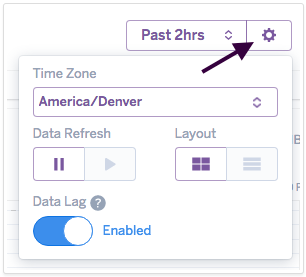 Past 2hrs
Time Zone
America/Denver
Data Refresh Layout
Data Lag ?
Enabled